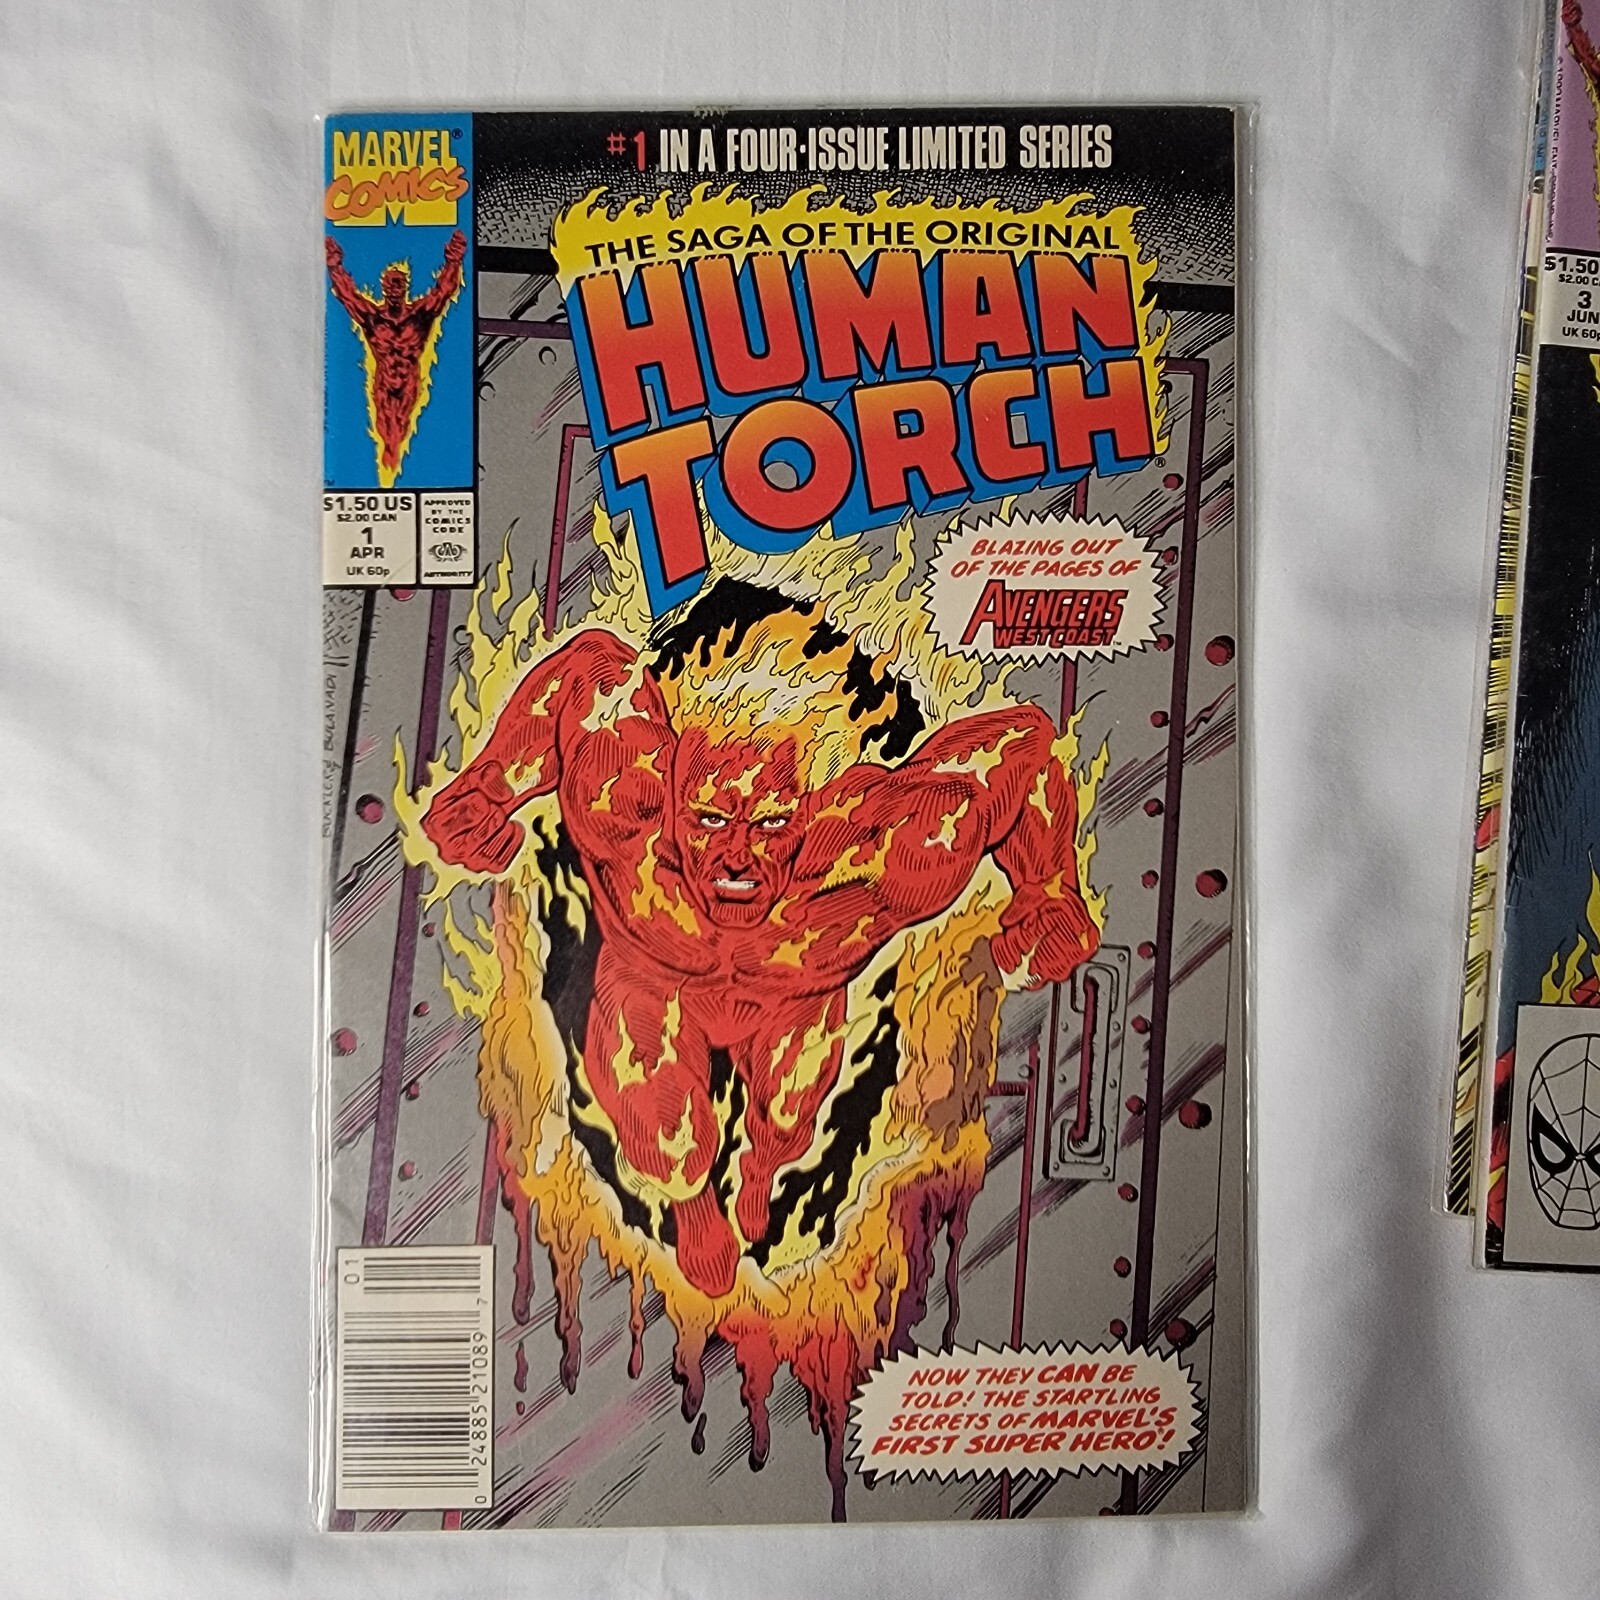 MARVEL®
COMICS
M
#1 IN A FOUR-ISSUE LIMITED SERIES
THE SAGA OF THE ORIGINAL
HUMAN
TORCH®
$1.50 US
$2.00 CAN
1
APR
UK 60p
APPROVED
BY THE
COMICS
CODE
AUTHORITY
BLAZING OUT
OF THE PAGES OF
AVENGERS
WEST COAST™
BUCKLER & BULANADI
01
0 24885 21089 7
NOW THEY CAN BE
TOLD! THE STARTLING
SECRETS OF MARVEL'S
FIRST SUPER HERO!
$1.50
$2.00 C
3
JUN
UK 60p